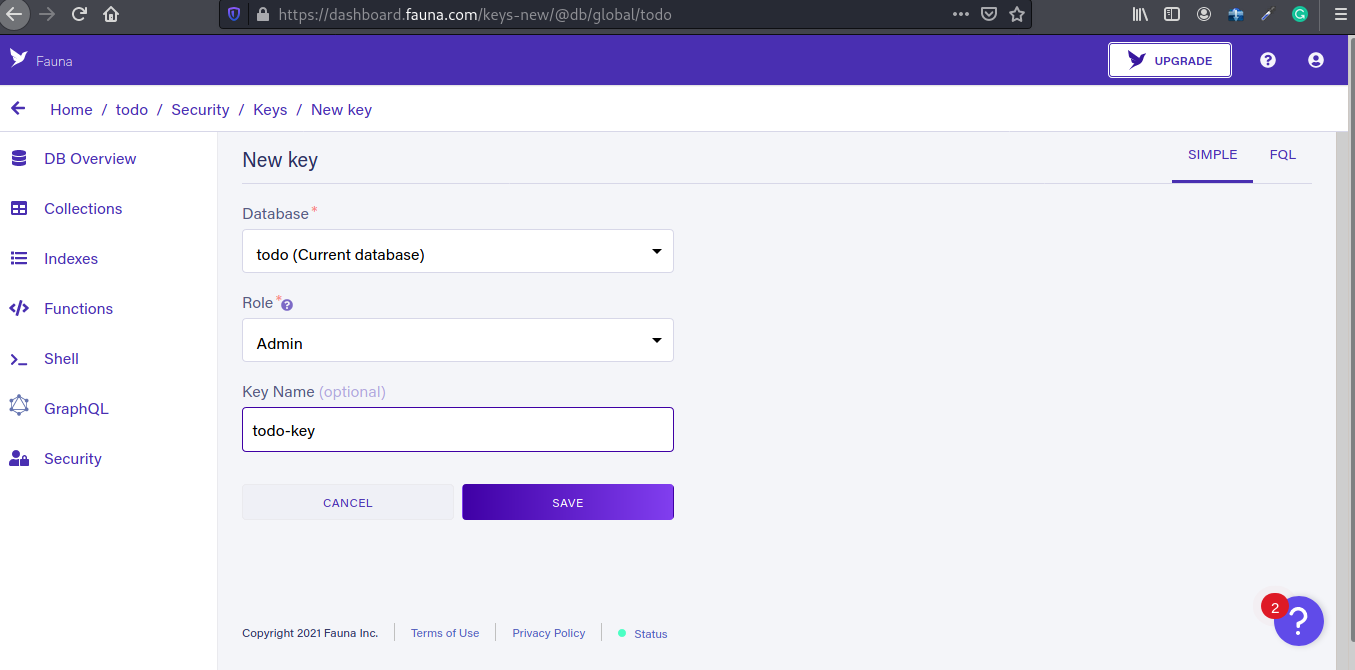 https://dashboard.fauna.com/keys-new/@db/global/todo
Fauna
UPGRADE
Home / todo / Security / Keys / New key
DB Overview
Collections
Indexes
Functions
Shell
GraphQL
Security
New key
SIMPLE
FQL
Database *
todo (Current database)
Role *
Admin
Key Name (optional)
todo-key
CANCEL
SAVE
Copyright 2021 Fauna Inc.
Terms of Use
Privacy Policy
Status
2